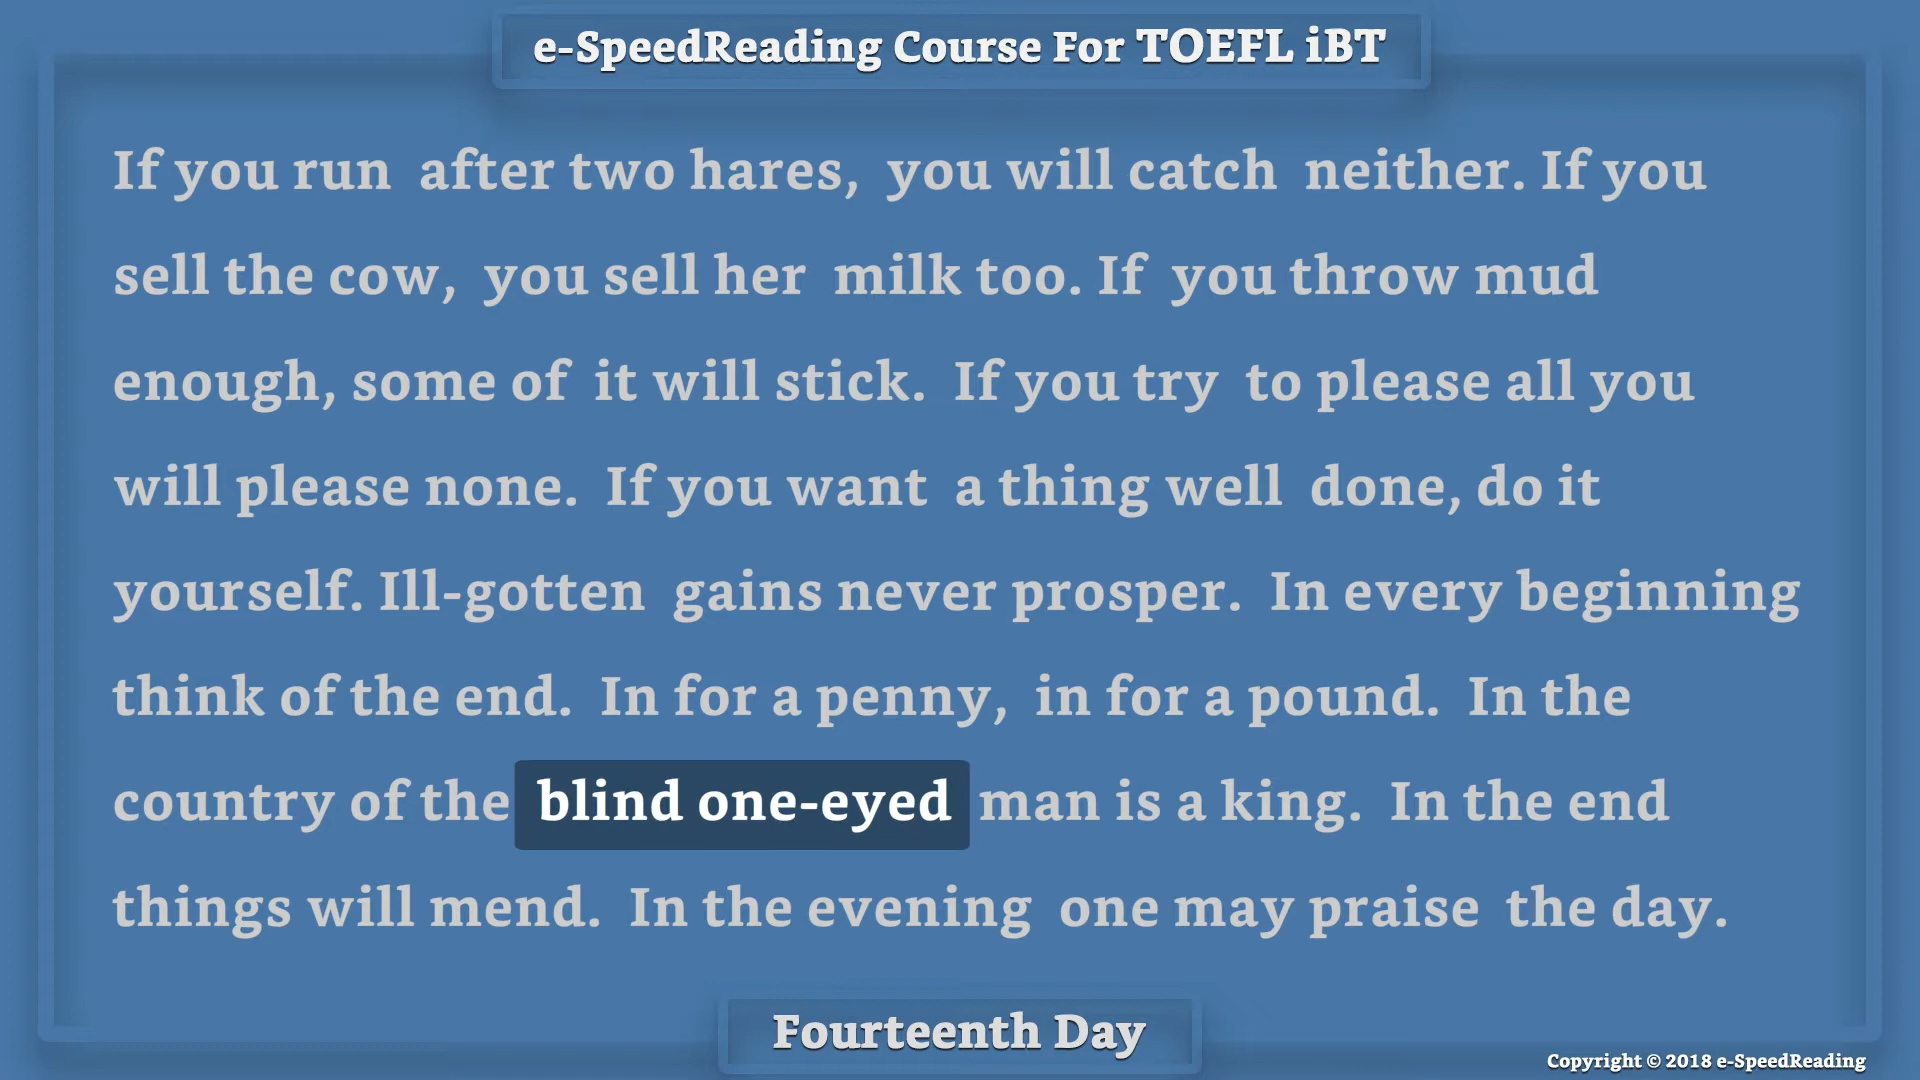 e-SpeedReading Course For TOEFL iBT
If you run after two hares, you will catch neither. If you
sell the cow, you sell her milk too. If you throw mud
enough, some of it will stick. If you try to please all you
will please none. If you want a thing well done, do it
yourself. Ill-gotten gains never prosper. In every beginning
think of the end. In for a penny, in for a pound. In the
country of the blind one-eyed man is a king. In the end
things will mend. In the evening one may praise the day.
Fourteenth Day
Copyright © 2018 e-SpeedReading